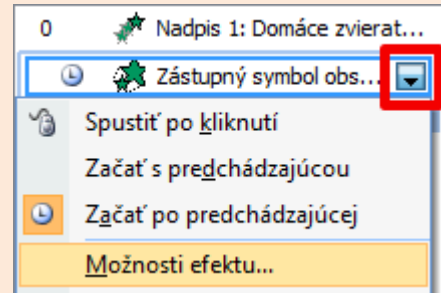 0 Nadpis 1: Domáce zvierat...
Zástupný symbol obs...
Spustiť po kliknutí
Začať s predchádzajúcou
Začať po predchádzajúcej
Možnosti efektu...